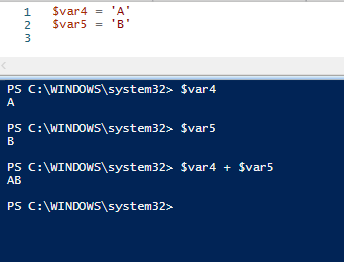 1 $var4 = 'A'
2 $var5 = 'B'
3
PS C:\WINDOWS\system32> $var4
A
PS C:\WINDOWS\system32> $var5
B
PS C:\WINDOWS\system32> $var4 + $var5
AB
PS C:\WINDOWS\system32>